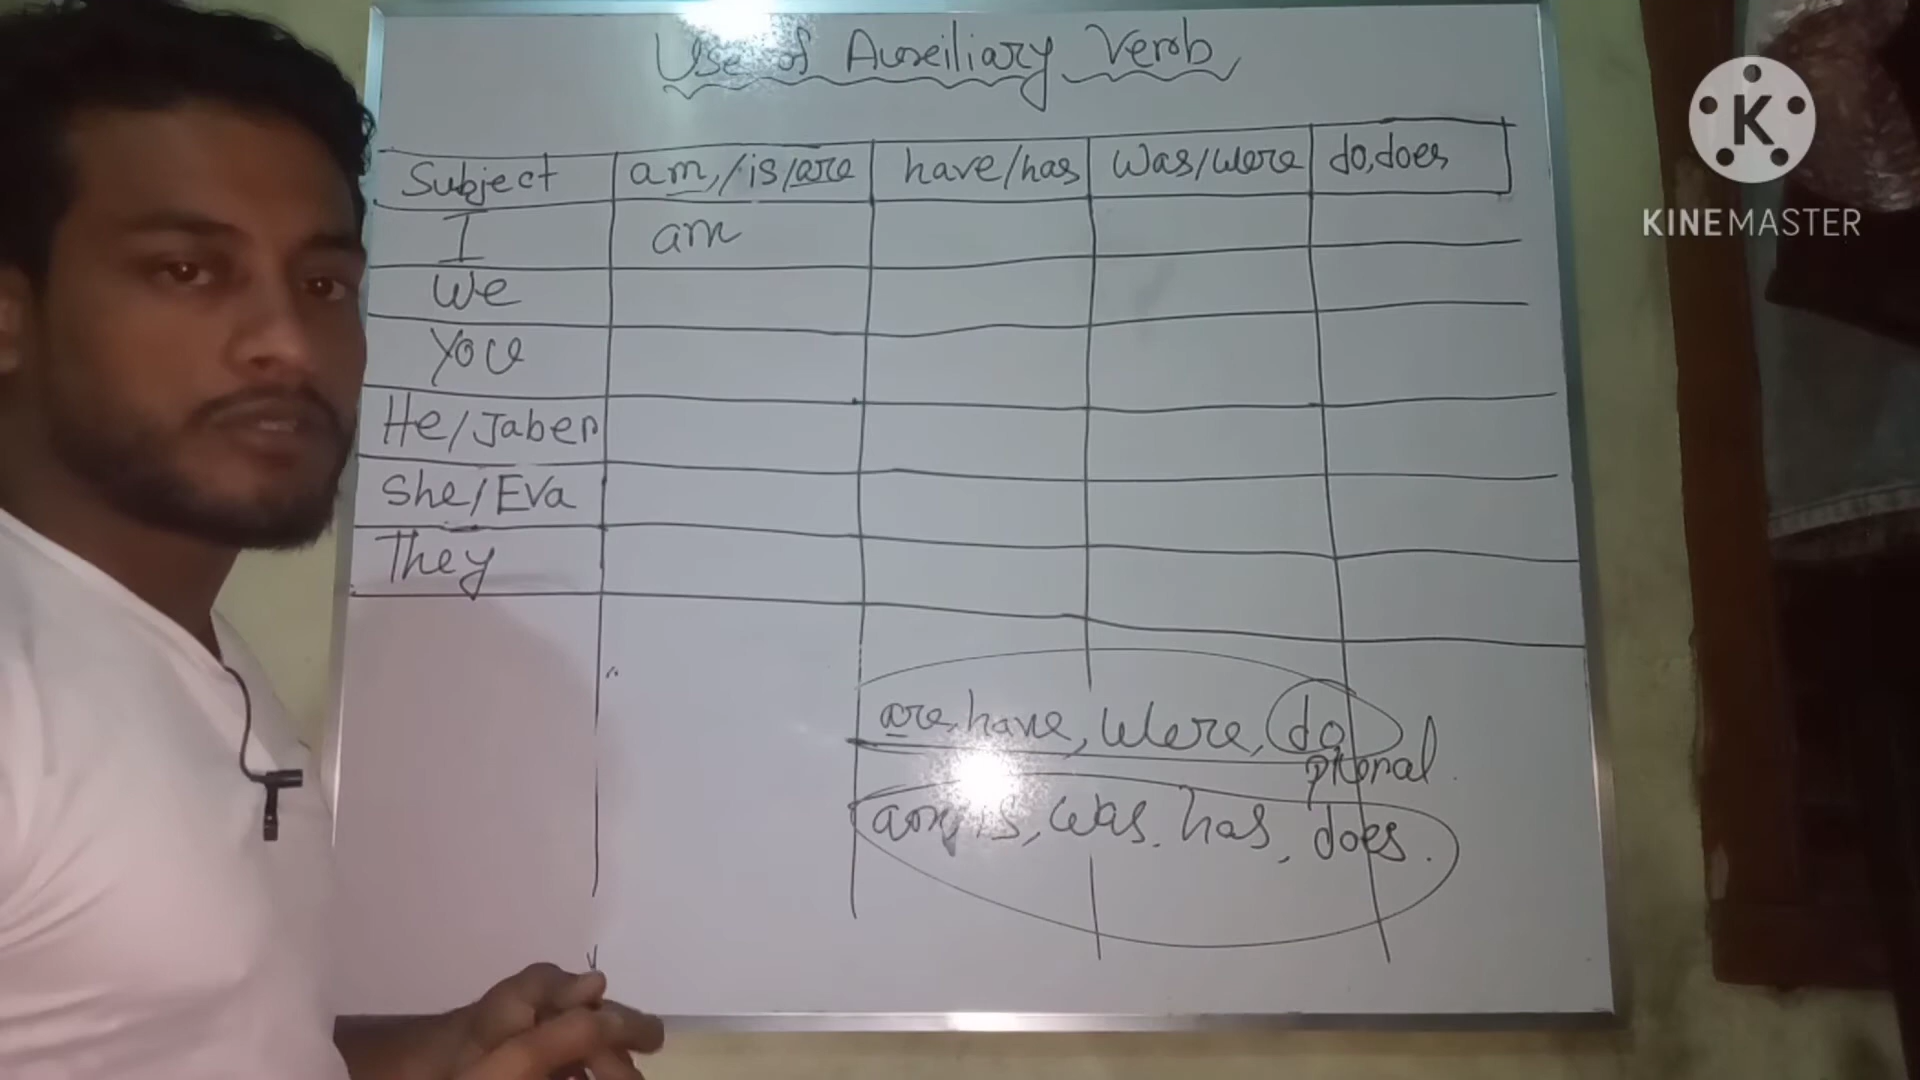 Use of Auxiliary Verb
Subject am/is/are have/has was/were do,does
I am
We
You
He/Jaber
She/Eva
They
are, have, were, do
ptional
am, is, was, has, does.
K
KINEMASTER